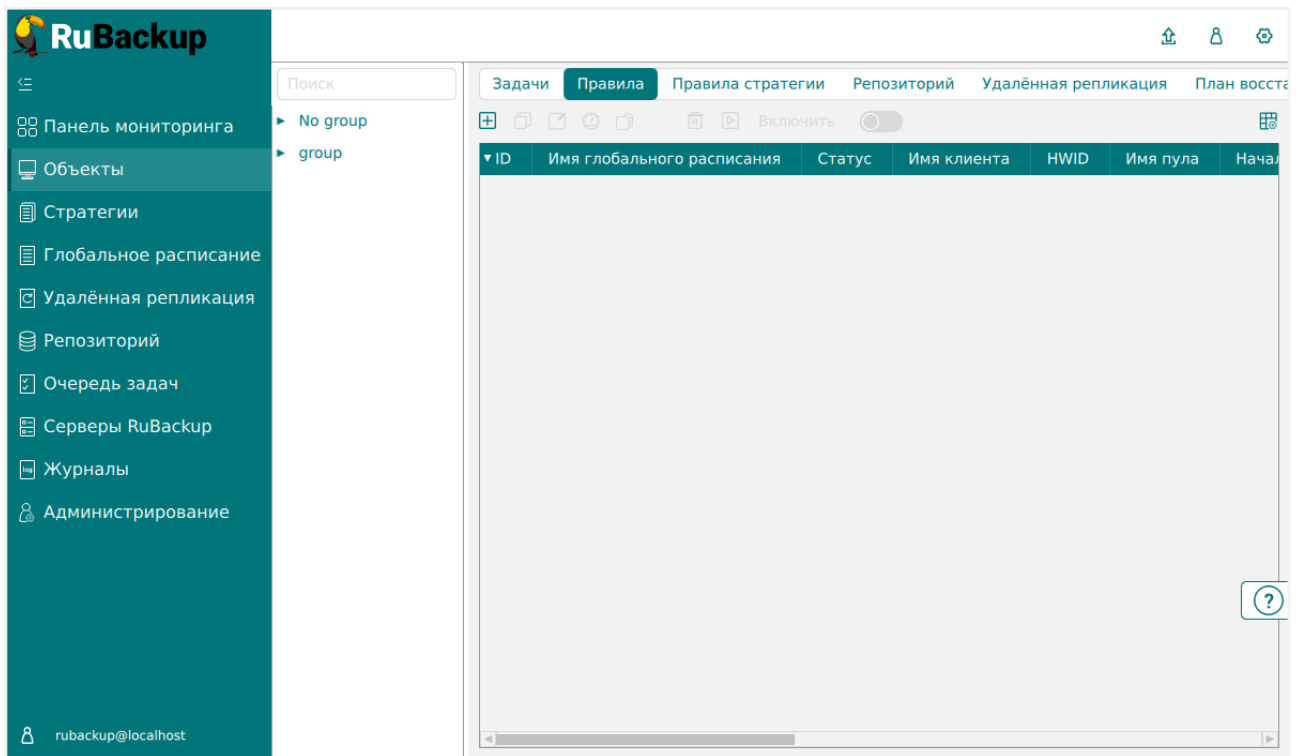 RuBackup
Панель мониторинга
Объекты
Стратегии
Глобальное расписание
Удалённая репликация
Репозиторий
Очередь задач
Серверы RuBackup
Журналы
Администрирование
rubackup@localhost
Поиск
No group
group
Задачи Правила Правила стратегии Репозиторий Удалённая репликация План восста
Включить
ID Имя глобального расписания Статус Имя клиента HWID Имя пула Начал
?